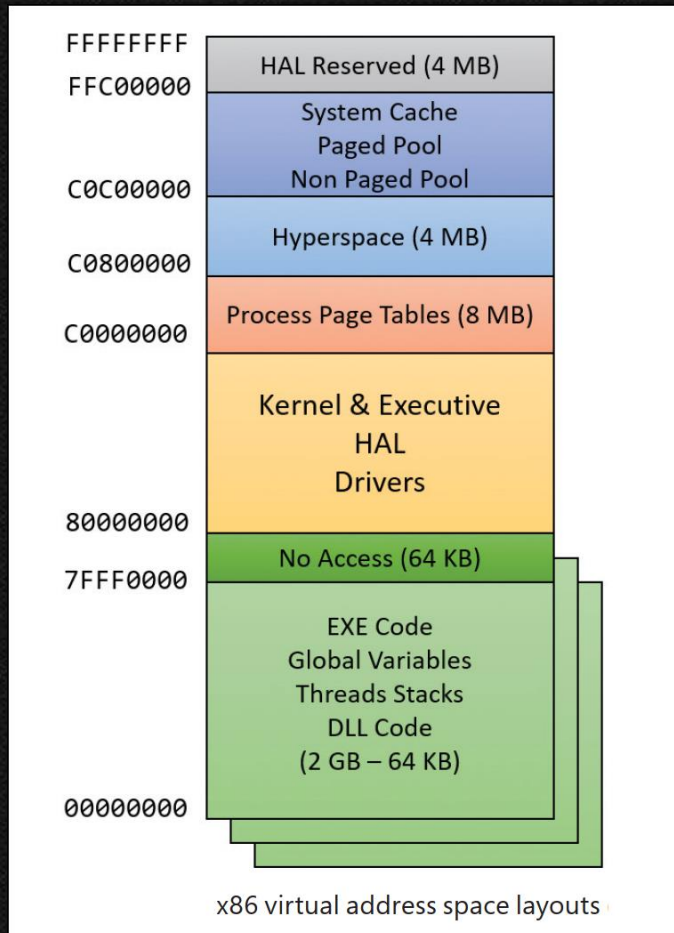 FFFFFFFF
HAL Reserved (4 MB)
FFC00000
System Cache
Paged Pool
Non Paged Pool
C0C00000
Hyperspace (4 MB)
C0800000
Process Page Tables (8 MB)
C0000000
Kernel & Executive
HAL
Drivers
80000000
No Access (64 KB)
7FFF0000
EXE Code
Global Variables
Threads Stacks
DLL Code
(2 GB – 64 KB)
00000000
x86 virtual address space layouts